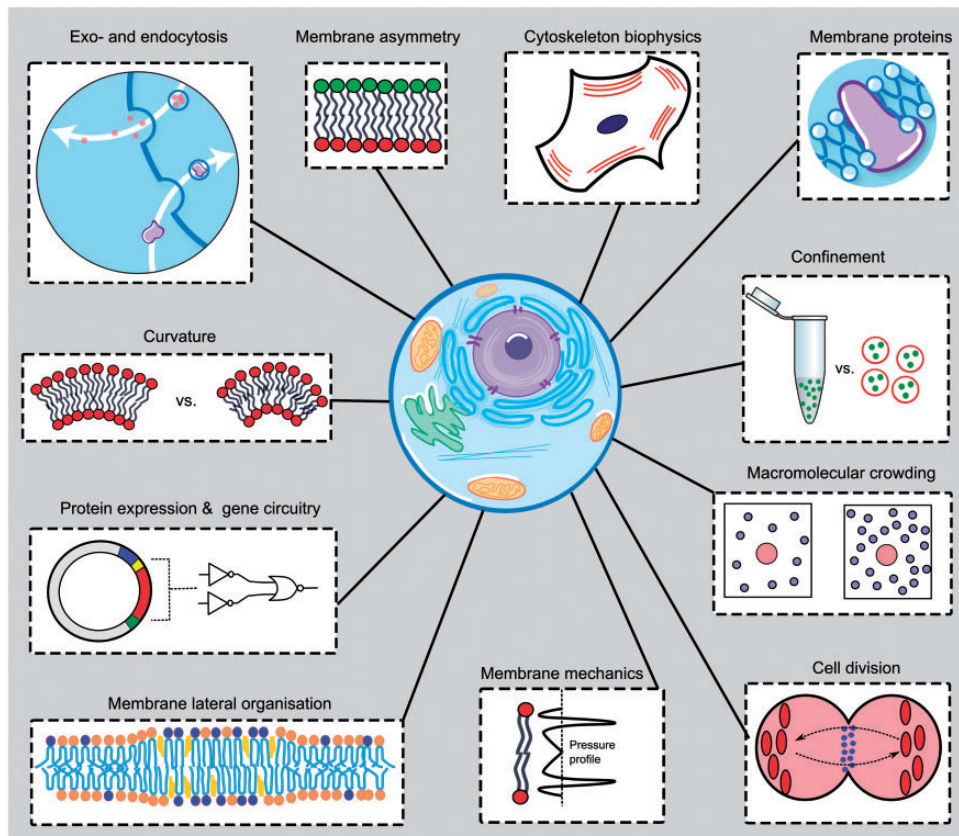 Exo- and endocytosis
Membrane asymmetry
Cytoskeleton biophysics
Membrane proteins
Confinement
vs.
Curvature
vs.
Macromolecular crowding
Protein expression & gene circuitry
Cell division
Membrane mechanics
Pressure
profile
Membrane lateral organisation